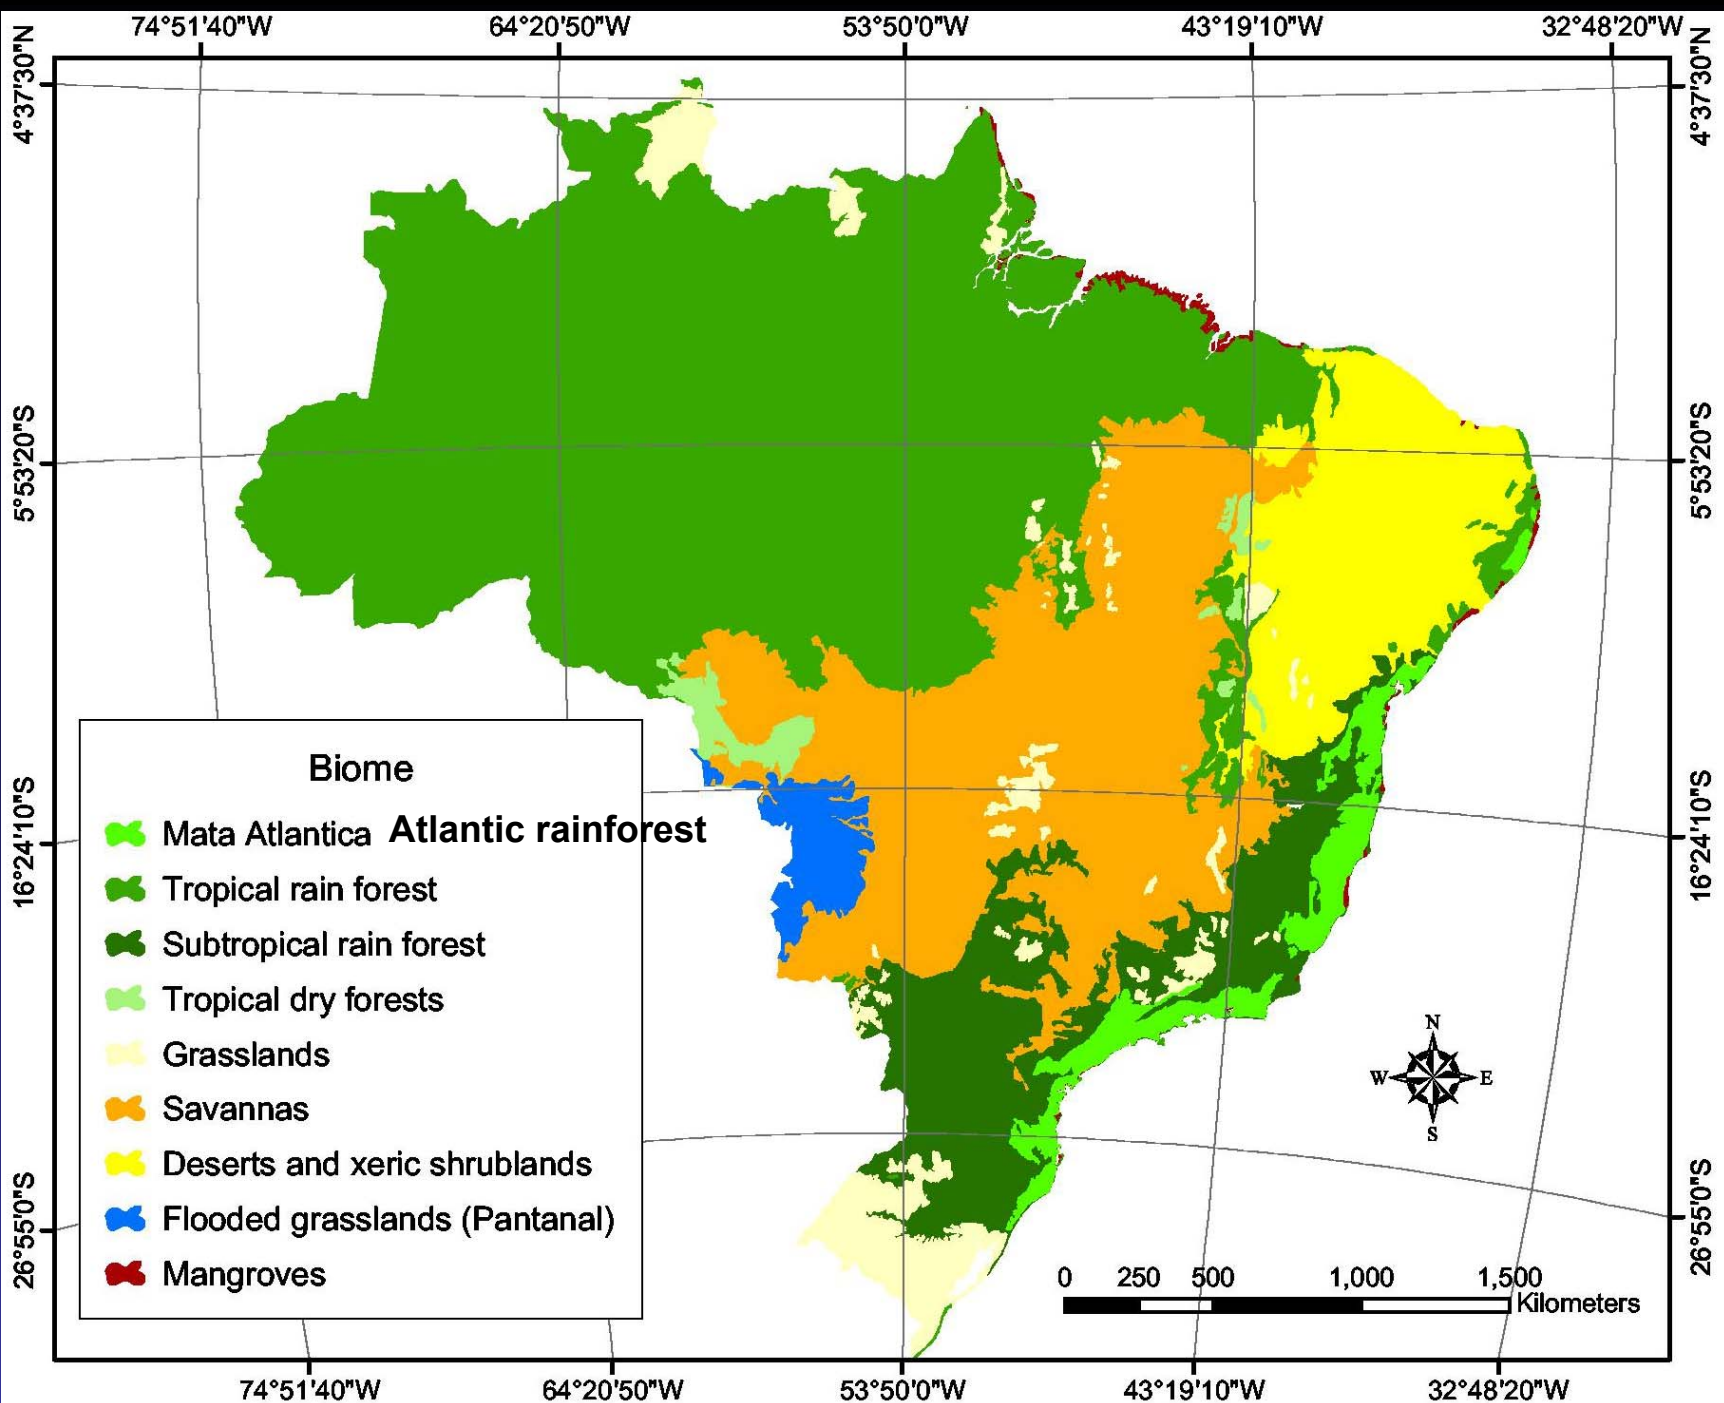 74°51'40"W 64°20'50"W 53°50'0"W 43°19'10"W 32°48'20"W
4°37'30"N 4°37'30"N
5°53'20"S 5°53'20"S
16°24'10"S 16°24'10"S
26°55'0"S 26°55'0"S
Biome
Mata Atlantica Atlantic rainforest
Tropical rain forest
Subtropical rain forest
Tropical dry forests
Grasslands
Savannas
Deserts and xeric shrublands
Flooded grasslands (Pantanal)
Mangroves
N
W E
S
0 250 500 1,000 1,500
Kilometers
74°51'40"W 64°20'50"W 53°50'0"W 43°19'10"W 32°48'20"W